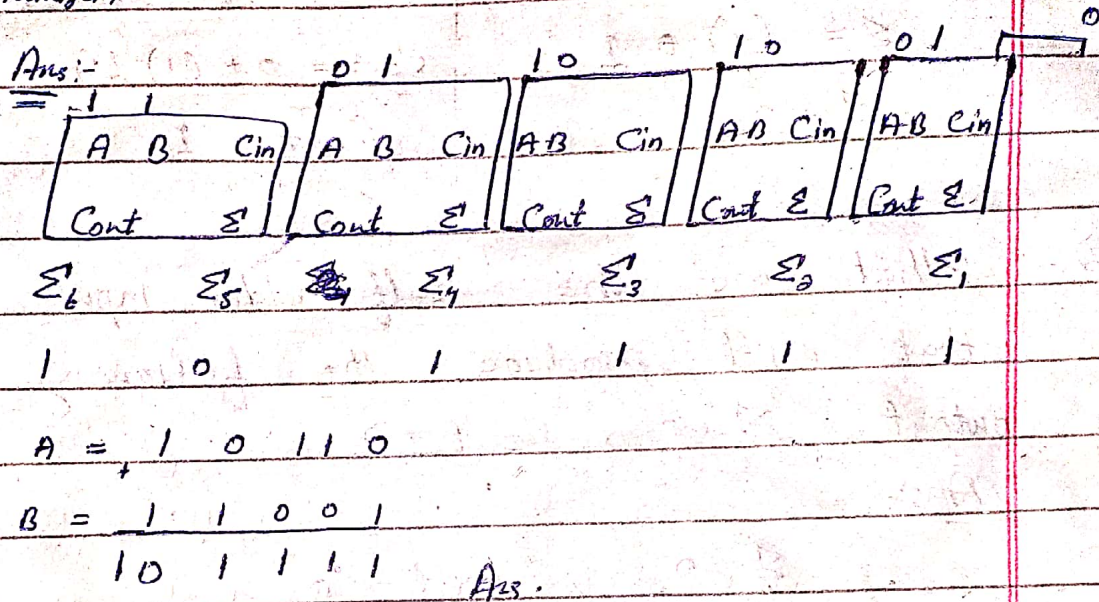 0
Ans :-
1 1 0 1 1 0 1 0 0 1
A B Cin A B Cin A B Cin A B Cin A B Cin
Cout Σ Cout Σ Cout Σ Cout Σ Cout Σ
Σ6 Σ5 Σ4 Σ3 Σ2 Σ1
1 0 1 1 1 1
A = 1 0 1 1 0
+
B = 1 1 0 0 1
1 0 1 1 1 1
Ans.